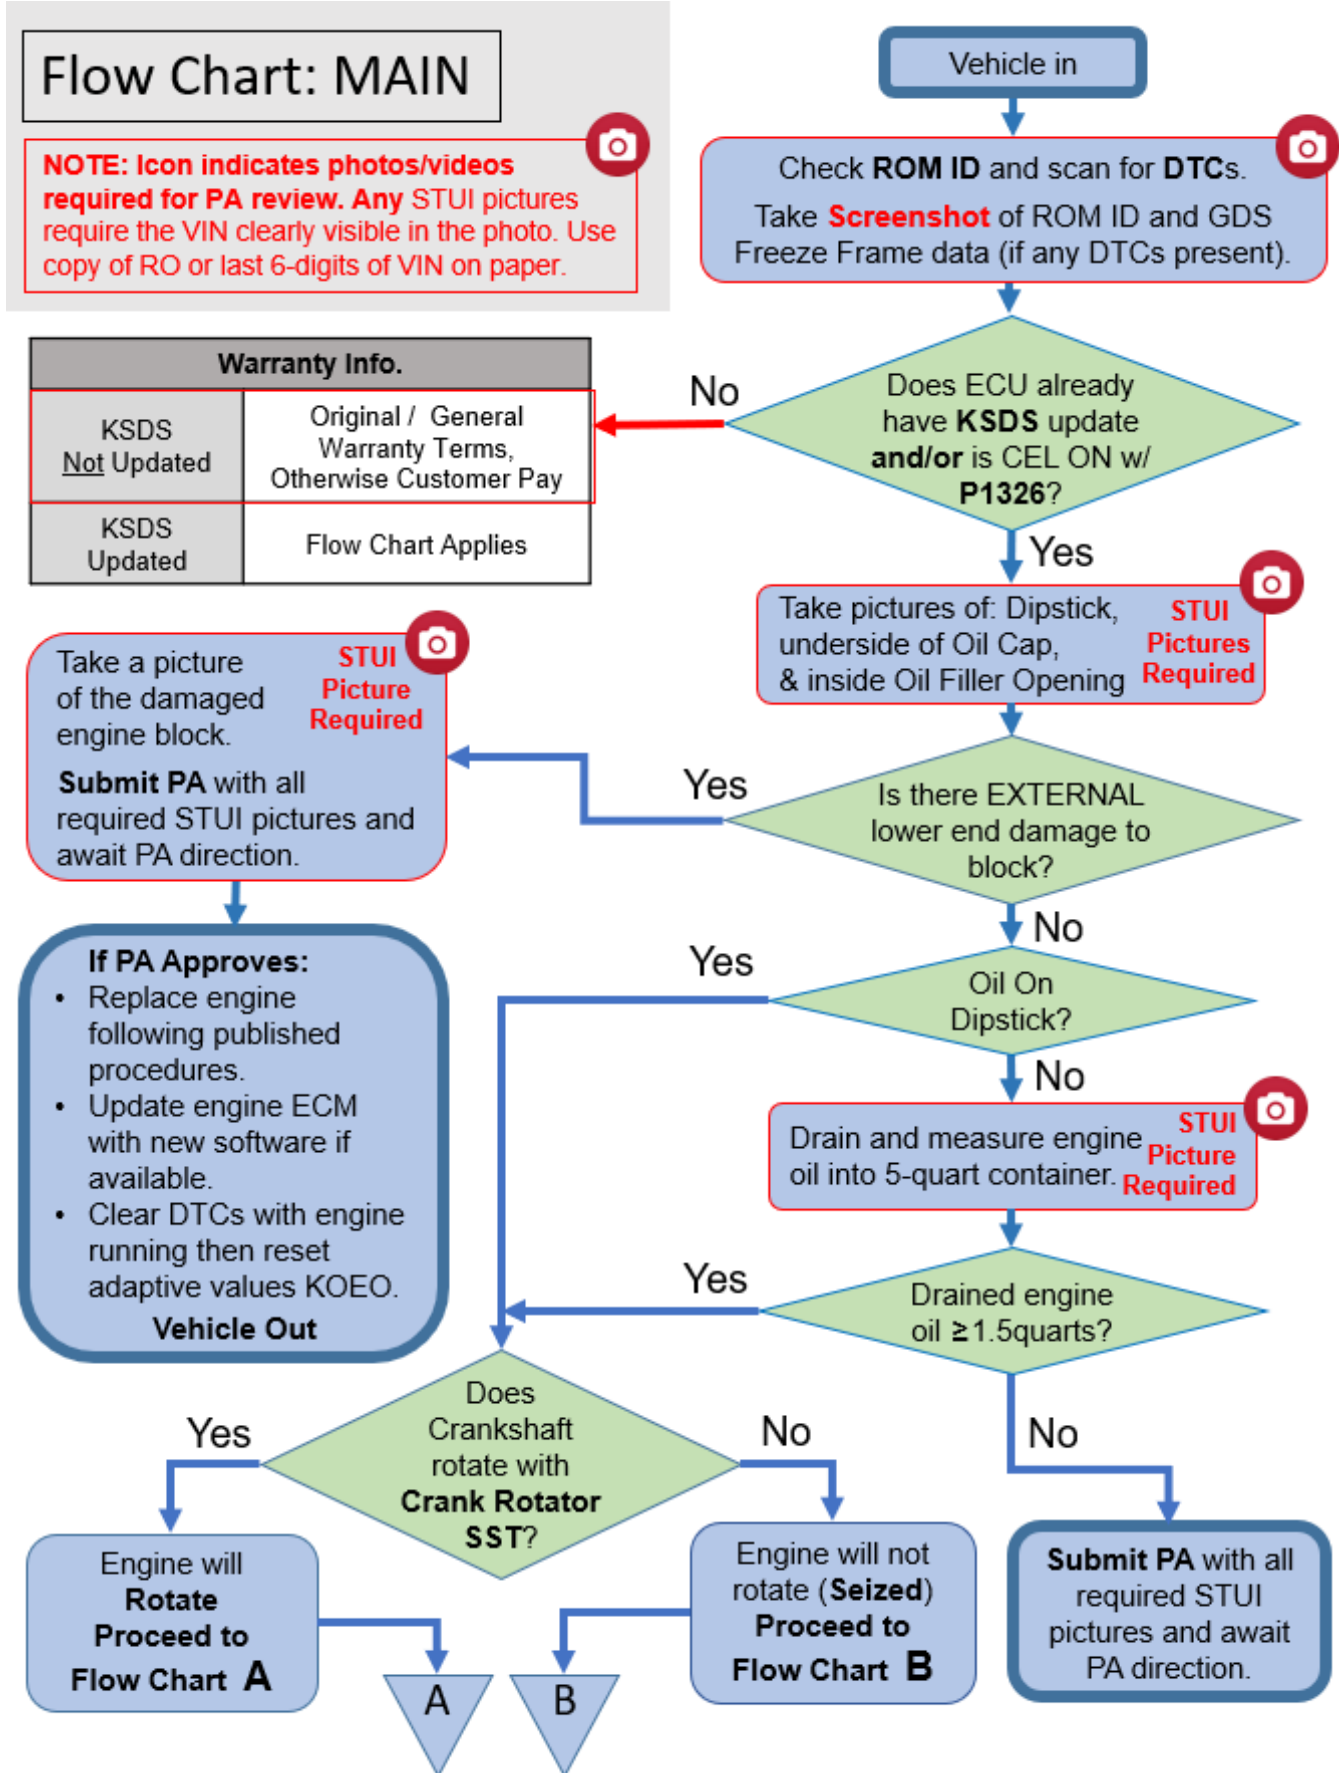 Flow Chart: MAIN
NOTE: Icon indicates photos/videos
required for PA review. Any STUI pictures
require the VIN clearly visible in the photo. Use
copy of RO or last 6-digits of VIN on paper.
Vehicle in
Check ROM ID and scan for DTCs.
Take Screenshot of ROM ID and GDS
Freeze Frame data (if any DTCs present).
Does ECU already
have KSDS update
and/or is CEL ON w/
P1326?
No
Yes
Warranty Info.
KSDS
Not Updated
Original / General
Warranty Terms,
Otherwise Customer Pay
KSDS
Updated
Flow Chart Applies
Take pictures of: Dipstick,
underside of Oil Cap,
& inside Oil Filler Opening
STUI
Pictures
Required
Is there EXTERNAL
lower end damage to
block?
Yes
No
Take a picture
of the damaged
engine block.
STUI
Picture
Required
Submit PA with all
required STUI pictures and
await PA direction.
If PA Approves:
• Replace engine
following published
procedures.
• Update engine ECM
with new software if
available.
• Clear DTCs with engine
running then reset
adaptive values KOEO.
Vehicle Out
Oil On
Dipstick?
Yes
No
Drain and measure engine
oil into 5-quart container.
STUI
Picture
Required
Drained engine
oil ≥1.5quarts?
Yes
No
Does
Crankshaft
rotate with
Crank Rotator
SST?
Yes
No
Engine will
Rotate
Proceed to
Flow Chart A
A
Engine will not
rotate (Seized)
Proceed to
Flow Chart B
B
Submit PA with all
required STUI
pictures and await
PA direction.